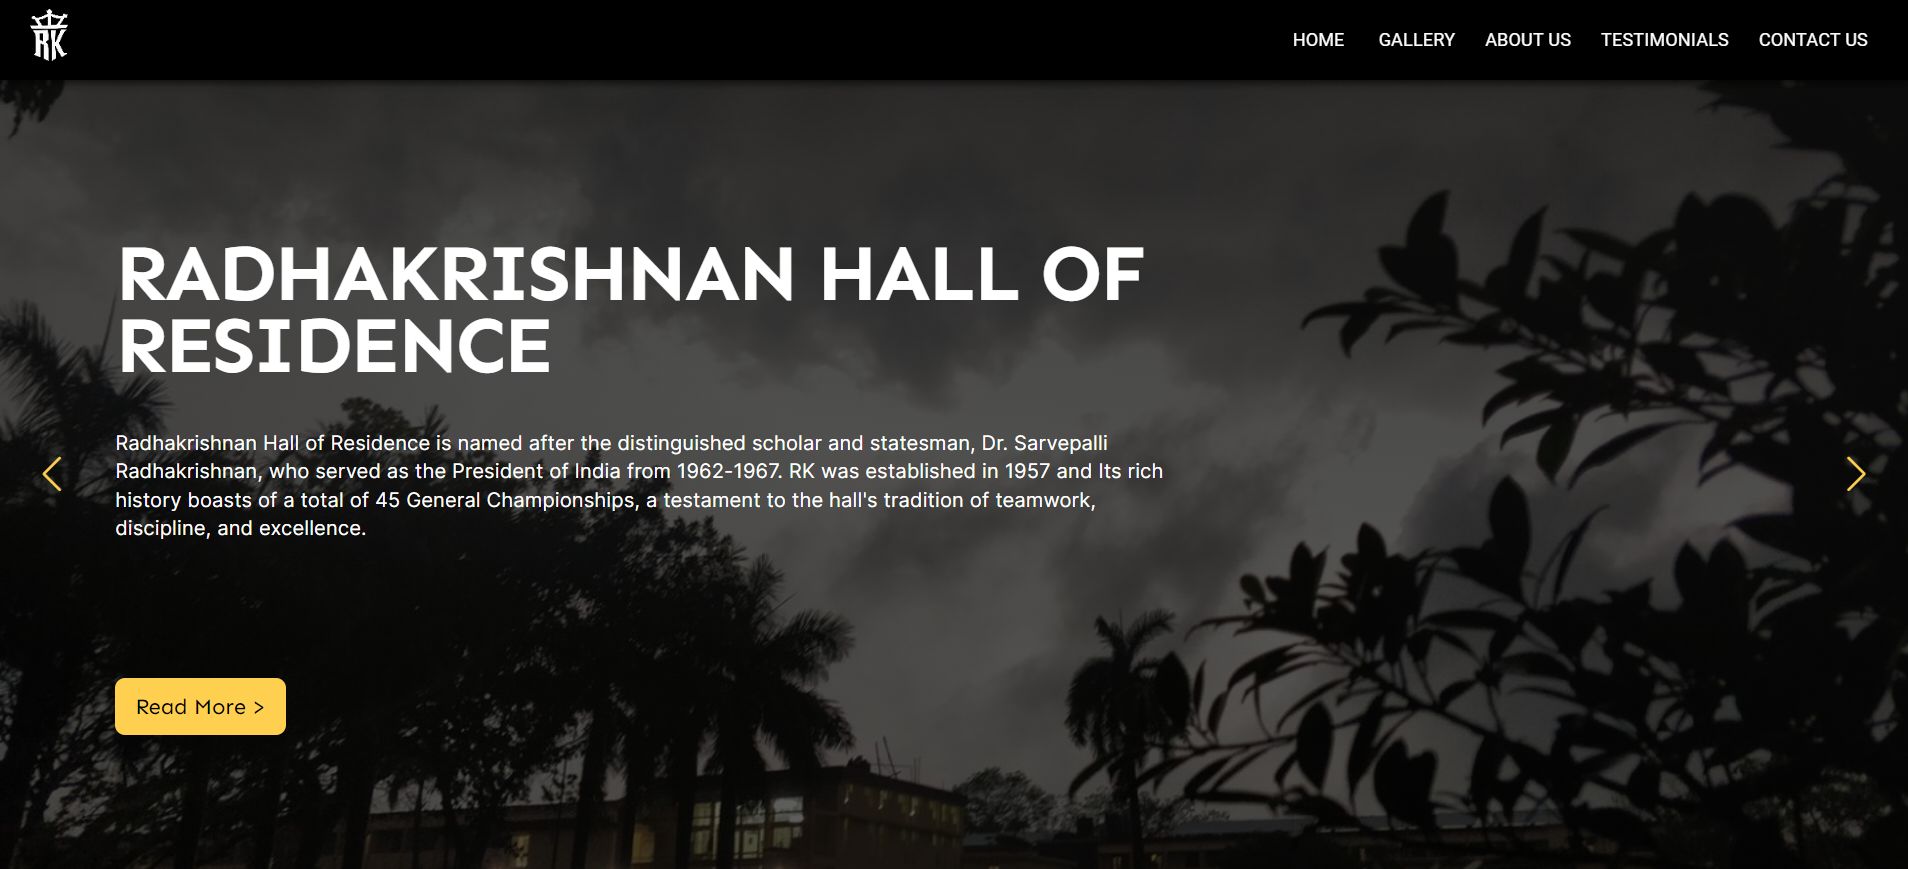 RK
HOME GALLERY ABOUT US TESTIMONIALS CONTACT US
RADHAKRISHNAN HALL OF
RESIDENCE
Radhakrishnan Hall of Residence is named after the distinguished scholar and statesman, Dr. Sarvepalli
Radhakrishnan, who served as the President of India from 1962-1967. RK was established in 1957 and Its rich
history boasts of a total of 45 General Championships, a testament to the hall's tradition of teamwork,
discipline, and excellence.
Read More >